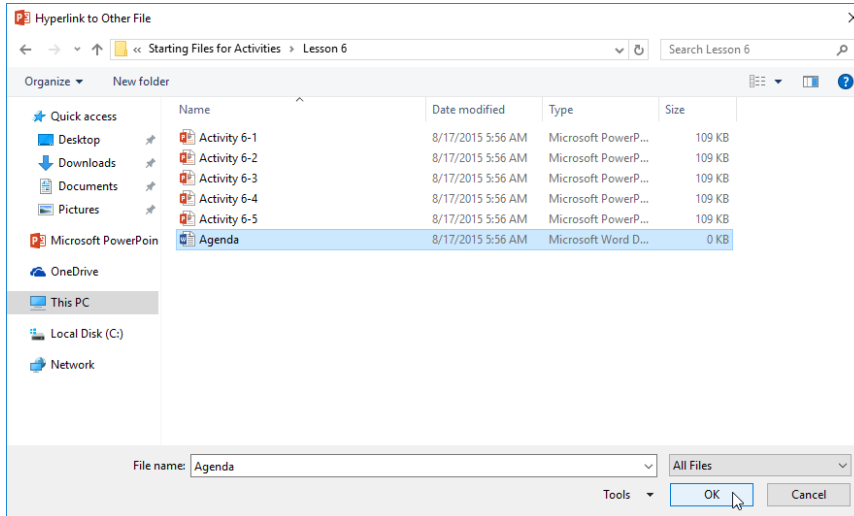 Hyperlink to Other File
« Starting Files for Activities > Lesson 6
Search Lesson 6
Organize
New folder
Name Date modified Type Size
Quick access
Desktop
Downloads
Documents
Pictures
Microsoft PowerPoin
OneDrive
This PC
Local Disk (C:)
Network
Activity 6-1 8/17/2015 5:56 AM Microsoft PowerP... 109 KB
Activity 6-2 8/17/2015 5:56 AM Microsoft PowerP... 109 KB
Activity 6-3 8/17/2015 5:56 AM Microsoft PowerP... 109 KB
Activity 6-4 8/17/2015 5:56 AM Microsoft PowerP... 109 KB
Activity 6-5 8/17/2015 5:56 AM Microsoft PowerP... 109 KB
Agenda 8/17/2015 5:56 AM Microsoft Word D... 0 KB
File name: Agenda
All Files
Tools
OK
Cancel